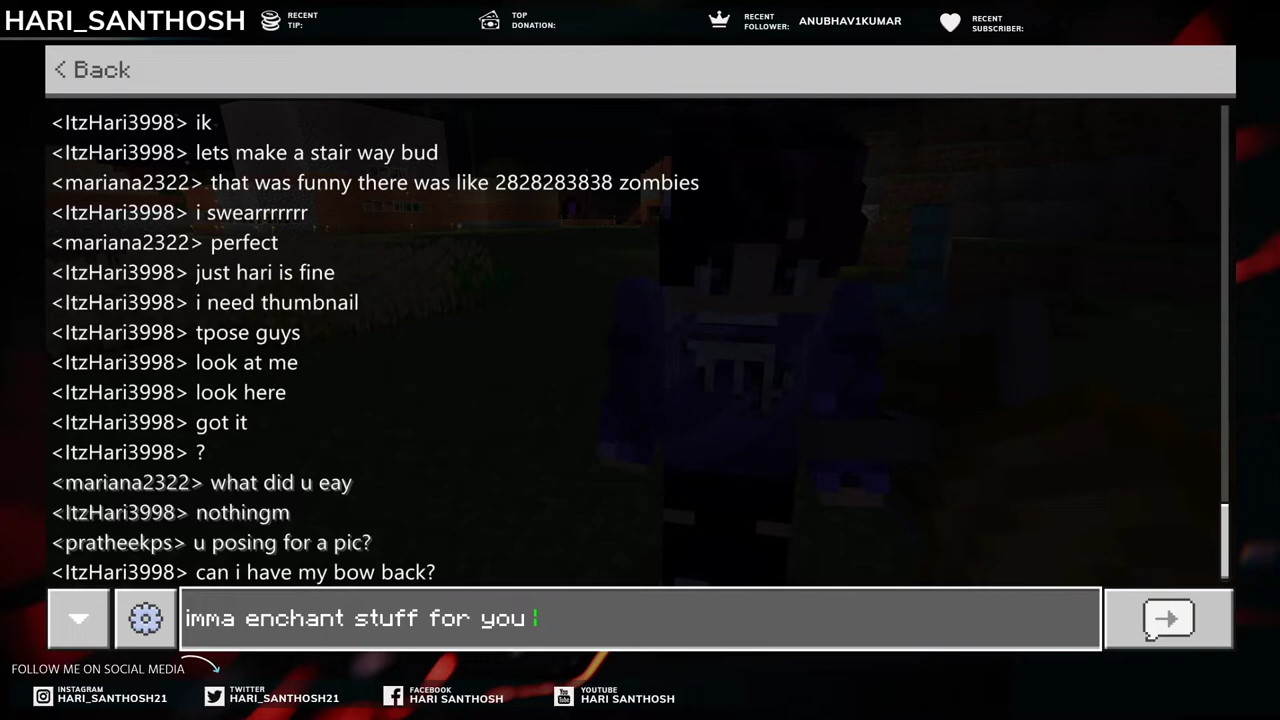 HARI_SANTHOSH
RECENT TIP:
TOP DONATION:
RECENT FOLLOWER: ANUBHAV1KUMAR
RECENT SUBSCRIBER:
< Back
<ItzHari3998> ik
<ItzHari3998> lets make a stair way bud
<mariana2322> that was funny there was like 2828283838 zombies
<ItzHari3998> i swearrrrrrr
<mariana2322> perfect
<ItzHari3998> just hari is fine
<ItzHari3998> i need thumbnail
<ItzHari3998> tpose guys
<ItzHari3998> look at me
<ItzHari3998> look here
<ItzHari3998> got it
<ItzHari3998> ?
<mariana2322> what did u eay
<ItzHari3998> nothingm
<pratheekps> u posing for a pic?
<ItzHari3998> can i have my bow back?
imma enchant stuff for you
FOLLOW ME ON SOCIAL MEDIA
INSTAGRAM HARI_SANTHOSH21
TWITTER HARI_SANTHOSH21
FACEBOOK HARI SANTHOSH
YOUTUBE HARI SANTHOSH